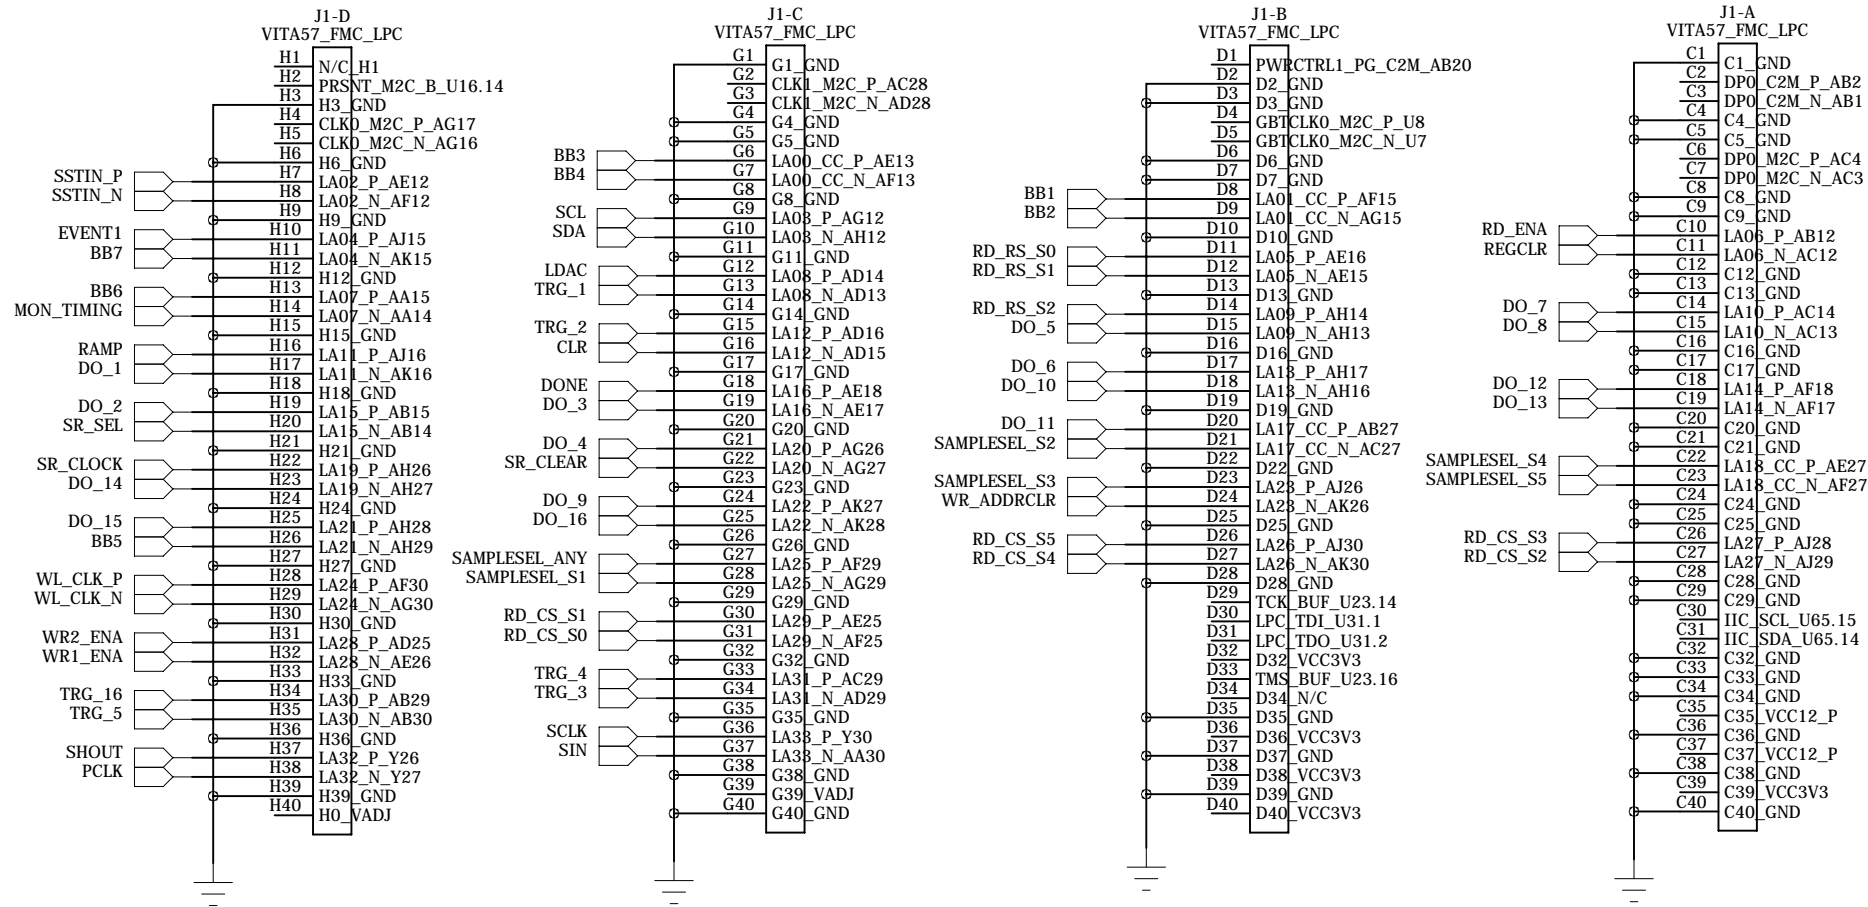 J1-D
VITA57_FMC_LPC
H1 N/C_H1
H2 PRSNT_M2C_B_U16.14
H3 H3_GND
H4 CLK0_M2C_P_AG17
H5 CLK0_M2C_N_AG16
H6 H6_GND
SSTIN_P H7 LA02_P_AE12
SSTIN_N H8 LA02_N_AF12
H9 H9_GND
EVENT1 H10 LA04_P_AJ15
BB7 H11 LA04_N_AK15
H12 H12_GND
BB6 H13 LA07_P_AA15
MON_TIMING H14 LA07_N_AA14
H15 H15_GND
RAMP H16 LA11_P_AJ16
DO_1 H17 LA11_N_AK16
H18 H18_GND
DO_2 H19 LA15_P_AB15
SR_SEL H20 LA15_N_AB14
H21 H21_GND
SR_CLOCK H22 LA19_P_AH26
DO_14 H23 LA19_N_AH27
H24 H24_GND
DO_15 H25 LA21_P_AH28
BB5 H26 LA21_N_AH29
H27 H27_GND
WL_CLK_P H28 LA24_P_AF30
WL_CLK_N H29 LA24_N_AG30
H30 H30_GND
WR2_ENA H31 LA28_P_AD25
WR1_ENA H32 LA28_N_AE26
H33 H33_GND
TRG_16 H34 LA30_P_AB29
TRG_5 H35 LA30_N_AB30
H36 H36_GND
SHOUT H37 LA32_P_Y26
PCLK H38 LA32_N_Y27
H39 H39_GND
H40 H0_VADJ
J1-C
VITA57_FMC_LPC
G1 G1_GND
G2 CLK1_M2C_P_AC28
G3 CLK1_M2C_N_AD28
G4 G4_GND
G5 G5_GND
BB3 G6 LA00_CC_P_AE13
BB4 G7 LA00_CC_N_AF13
G8 G8_GND
SCL G9 LA03_P_AG12
SDA G10 LA03_N_AH12
G11 G11_GND
LDAC G12 LA08_P_AD14
TRG_1 G13 LA08_N_AD13
G14 G14_GND
TRG_2 G15 LA12_P_AD16
CLR G16 LA12_N_AD15
G17 G17_GND
DONE G18 LA16_P_AE18
DO_3 G19 LA16_N_AE17
G20 G20_GND
DO_4 G21 LA20_P_AG26
SR_CLEAR G22 LA20_N_AG27
G23 G23_GND
DO_9 G24 LA22_P_AK27
DO_16 G25 LA22_N_AK28
G26 G26_GND
SAMPLESEL_ANY G27 LA25_P_AF29
SAMPLESEL_S1 G28 LA25_N_AG29
G29 G29_GND
RD_CS_S1 G30 LA29_P_AE25
RD_CS_S0 G31 LA29_N_AF25
G32 G32_GND
TRG_4 G33 LA31_P_AC29
TRG_3 G34 LA31_N_AD29
G35 G35_GND
SCLK G36 LA33_P_Y30
SIN G37 LA33_N_AA30
G38 G38_GND
G39 G39_VADJ
G40 G40_GND
J1-B
VITA57_FMC_LPC
D1 PWRCTRL1_PG_C2M_AB20
D2 D2_GND
D3 D3_GND
D4 GBTCLK0_M2C_P_U8
D5 GBTCLK0_M2C_N_U7
D6 D6_GND
D7 D7_GND
BB1 D8 LA01_CC_P_AF15
BB2 D9 LA01_CC_N_AG15
D10 D10_GND
RD_RS_S0 D11 LA05_P_AE16
RD_RS_S1 D12 LA05_N_AE15
D13 D13_GND
RD_RS_S2 D14 LA09_P_AH14
DO_5 D15 LA09_N_AH13
D16 D16_GND
DO_6 D17 LA13_P_AH17
DO_10 D18 LA13_N_AH16
D19 D19_GND
DO_11 D20 LA17_CC_P_AB27
SAMPLESEL_S2 D21 LA17_CC_N_AC27
D22 D22_GND
SAMPLESEL_S3 D23 LA23_P_AJ26
WR_ADDRCLR D24 LA23_N_AK26
D25 D25_GND
RD_CS_S5 D26 LA26_P_AJ30
RD_CS_S4 D27 LA26_N_AK30
D28 D28_GND
D29 TCK_BUF_U23.14
D30 LPC_TDI_U31.1
D31 LPC_TDO_U31.2
D32 D32_VCC3V3
D33 TMS_BUF_U23.16
D34 D34_N/C
D35 D35_GND
D36 D36_VCC3V3
D37 D37_GND
D38 D38_VCC3V3
D39 D39_GND
D40 D40_VCC3V3
J1-A
VITA57_FMC_LPC
C1 C1_GND
C2 DP0_C2M_P_AB2
C3 DP0_C2M_N_AB1
C4 C4_GND
C5 C5_GND
C6 DP0_M2C_P_AC4
C7 DP0_M2C_N_AC3
C8 C8_GND
C9 C9_GND
RD_ENA C10 LA06_P_AB12
REGCLR C11 LA06_N_AC12
C12 C12_GND
C13 C13_GND
DO_7 C14 LA10_P_AC14
DO_8 C15 LA10_N_AC13
C16 C16_GND
C17 C17_GND
DO_12 C18 LA14_P_AF18
DO_13 C19 LA14_N_AF17
C20 C20_GND
C21 C21_GND
SAMPLESEL_S4 C22 LA18_CC_P_AE27
SAMPLESEL_S5 C23 LA18_CC_N_AF27
C24 C24_GND
C25 C25_GND
RD_CS_S3 C26 LA27_P_AJ28
RD_CS_S2 C27 LA27_N_AJ29
C28 C28_GND
C29 C29_GND
C30 IIC_SCL_U65.15
C31 IIC_SDA_U65.14
C32 C32_GND
C33 C33_GND
C34 C34_GND
C35 C35_VCC12_P
C36 C36_GND
C37 C37_VCC12_P
C38 C38_GND
C39 C39_VCC3V3
C40 C40_GND